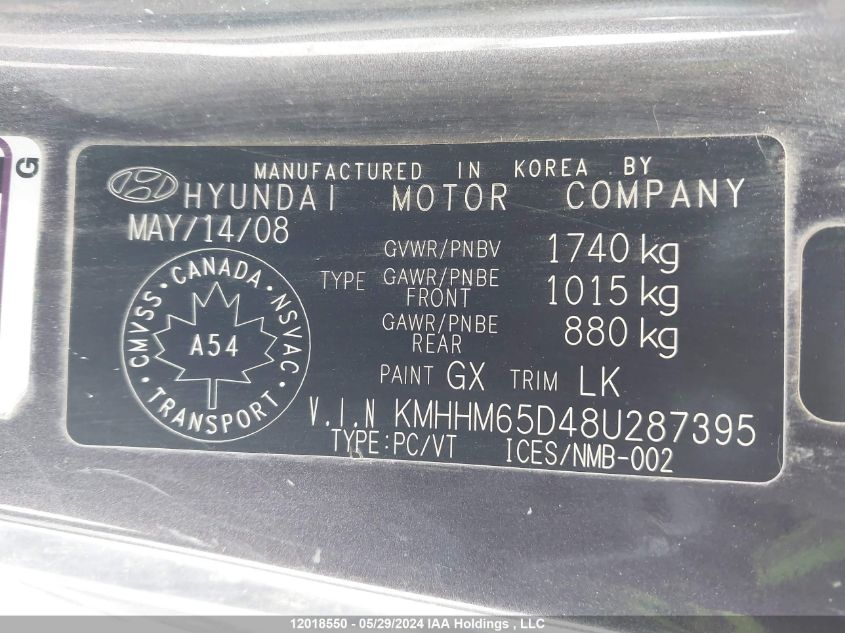 G
MANUFACTURED IN KOREA BY
HYUNDAI MOTOR COMPANY
MAY/14/08
GVWR/PNBV 1740 kg
TYPE GAWR/PNBE FRONT 1015 kg
GAWR/PNBE REAR 880 kg
CANADA
CMVSS · NSVAC
A54
TRANSPORT
PAINT GX TRIM LK
V.I.N KMHHM65D48U287395
TYPE:PC/VT ICES/NMB-002
12018550 - 05/29/2024 IAA Holdings, LLC